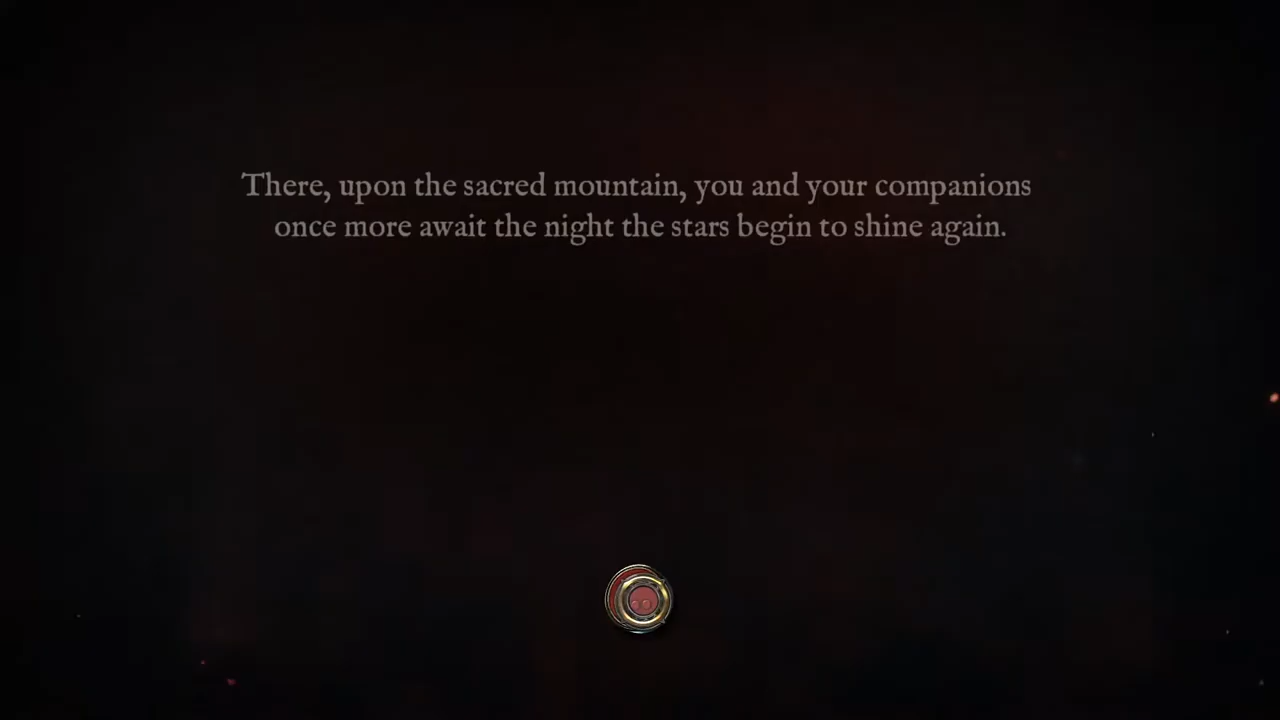 There, upon the sacred mountain, you and your companions
once more await the night the stars begin to shine again.